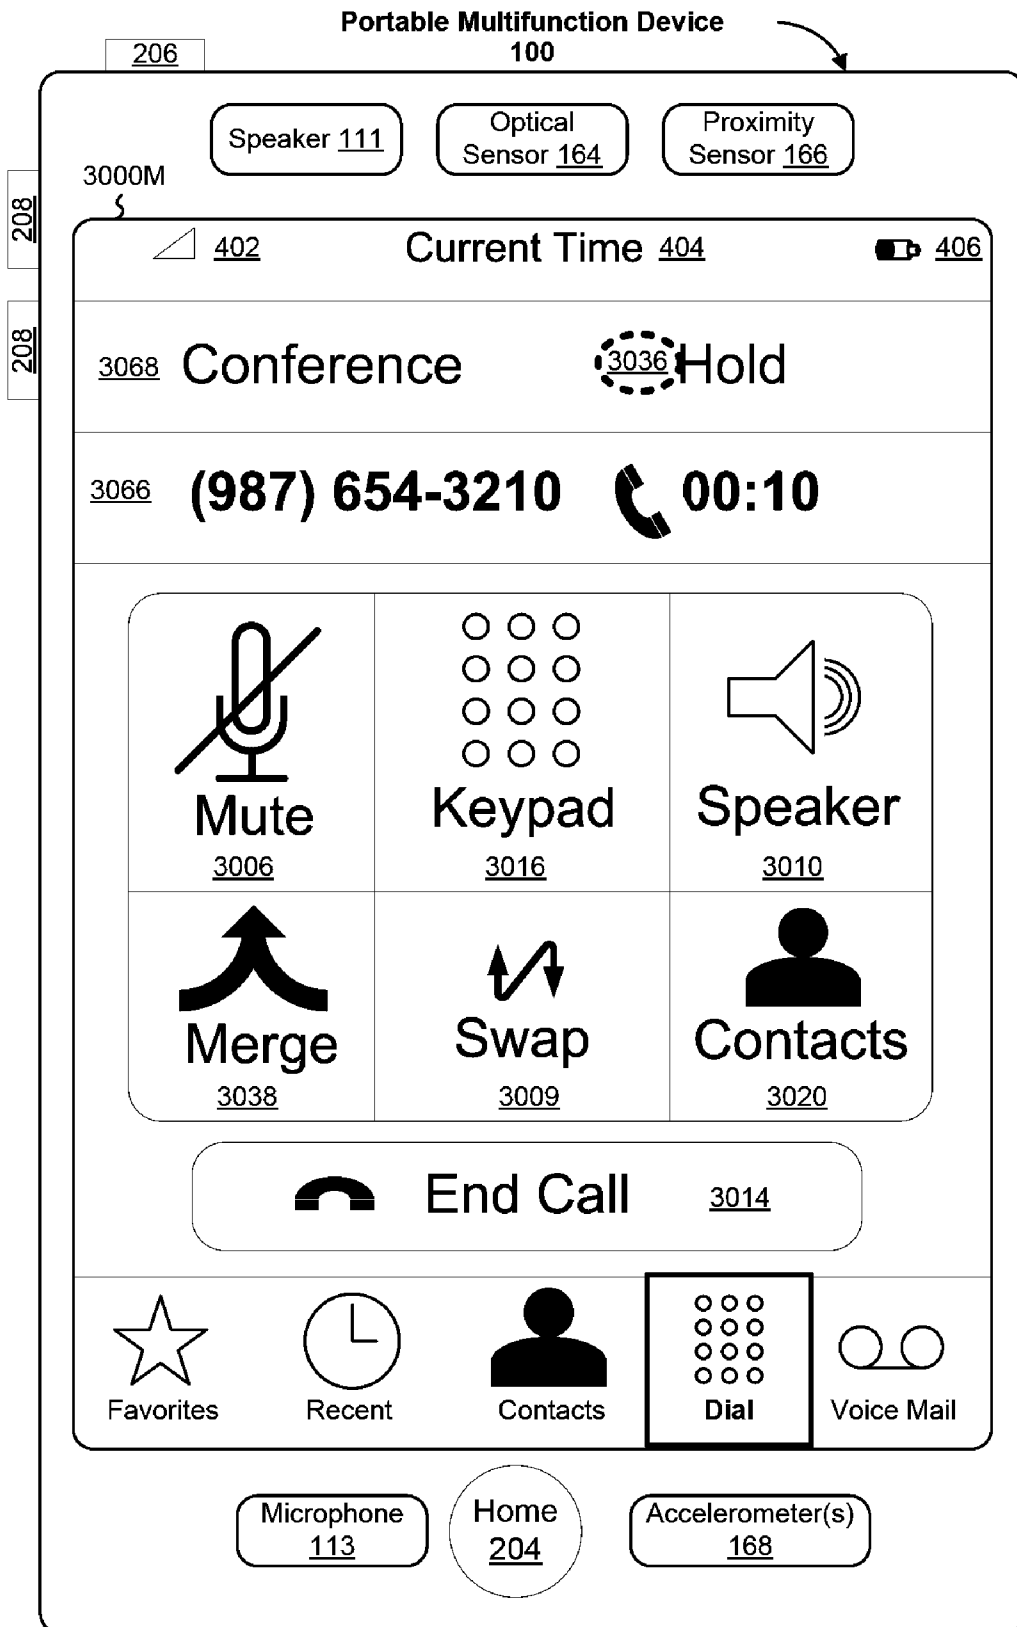 Portable Multifunction Device
100
206
Speaker 111
Optical
Sensor 164
Proximity
Sensor 166
3000M
208
208
402
Current Time 404
406
3068 Conference
3036 Hold
3066 (987) 654-3210 00:10
Mute
3006
Keypad
3016
Speaker
3010
Merge
3038
Swap
3009
Contacts
3020
End Call 3014
Favorites
Recent
Contacts
Dial
Voice Mail
Microphone
113
Home
204
Accelerometer(s)
168